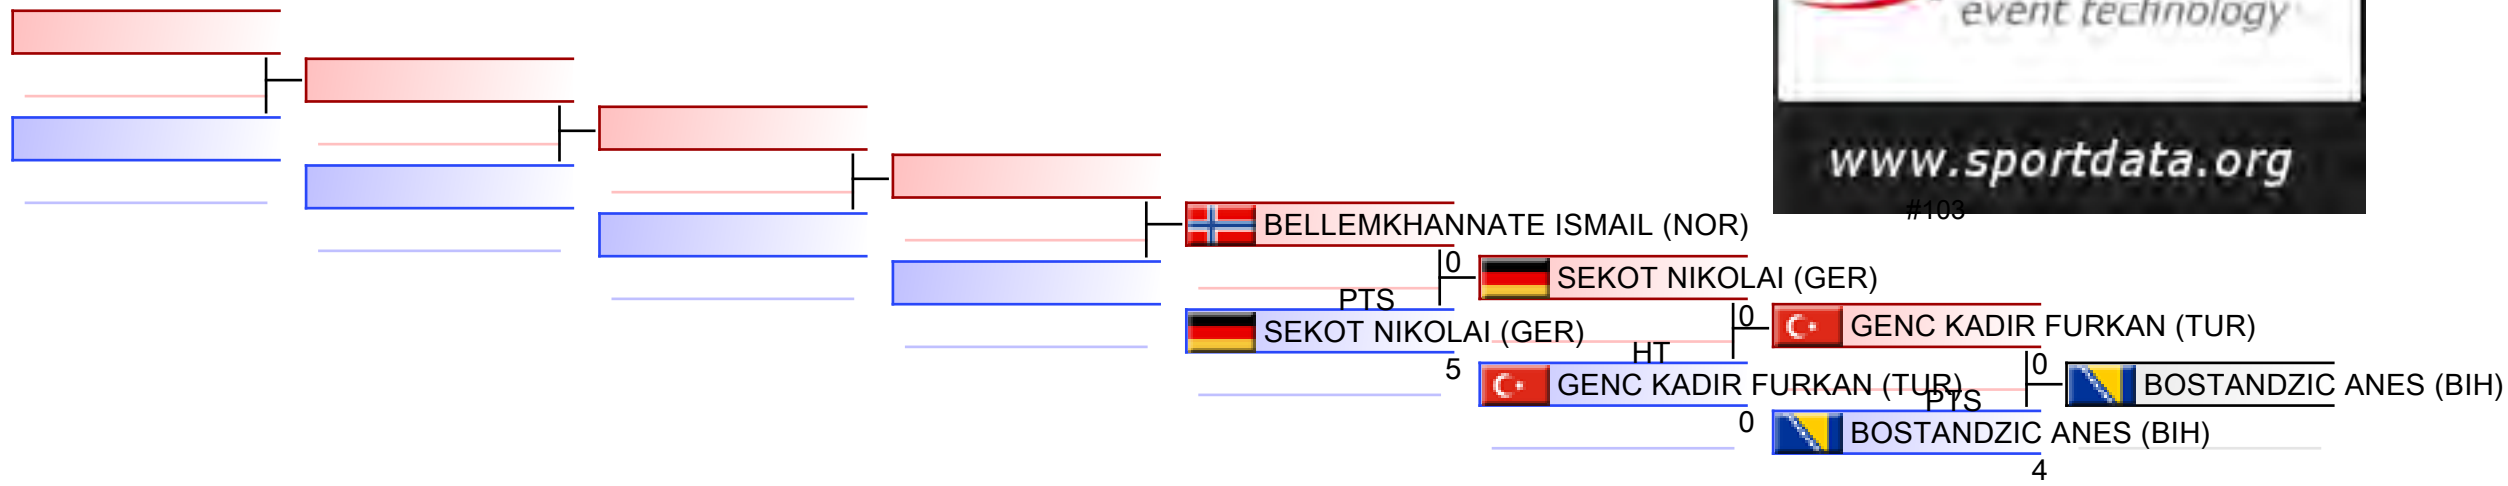 event technology
www.sportdata.org
#103
BELLEMKHANNATE ISMAIL (NOR)
0
SEKOT NIKOLAI (GER)
PTS
0
GENC KADIR FURKAN (TUR)
SEKOT NIKOLAI (GER)
HT
5
0
GENC KADIR FURKAN (TUR)
BOSTANDZIC ANES (BIH)
PTS
0
BOSTANDZIC ANES (BIH)
4